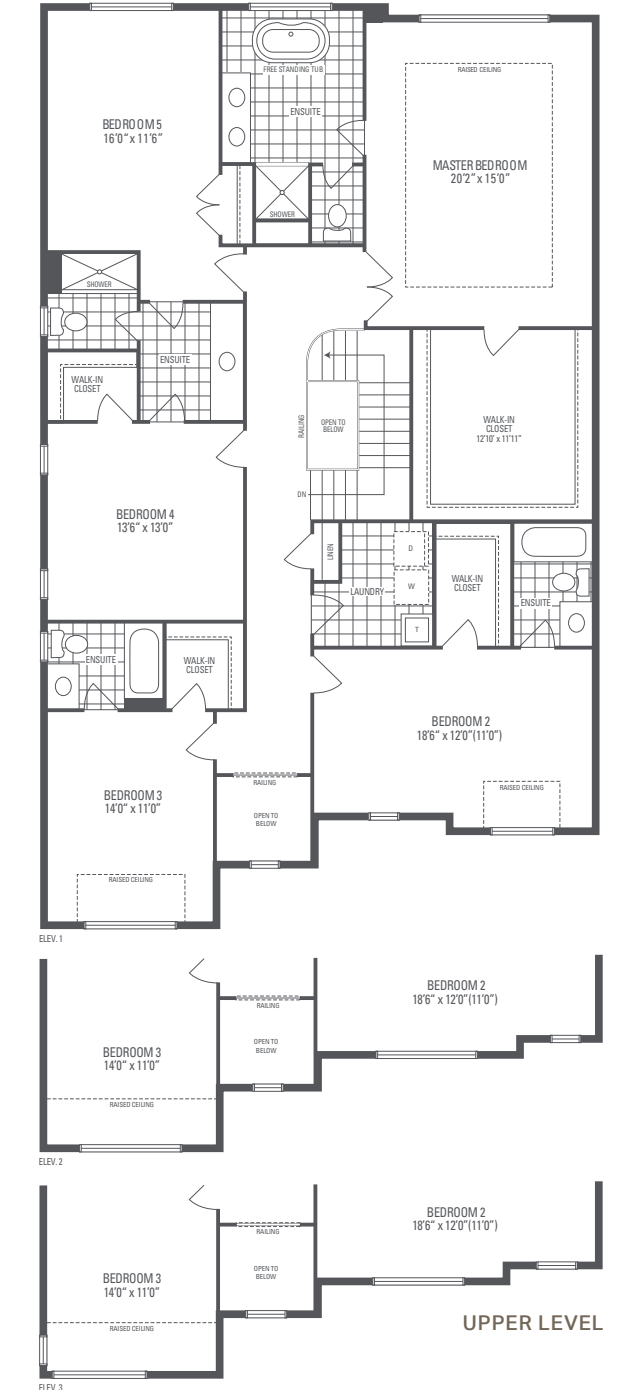 FREE STANDING TUB
RAISED CEILING
BEDROOM 5
16'0" x 11'6"
ENSUITE
MASTER BEDROOM
20'2" x 15'0"
SHOWER
SHOWER
ENSUITE
WALK-IN
CLOSET
RAILING
OPEN TO
BELOW
WALK-IN
CLOSET
12'10' x 11'11"
DN
BEDROOM 4
13'6" x 13'0"
LINEN
D
LAUNDRY
W
T
WALK-IN
CLOSET
ENSUITE
ENSUITE
WALK-IN
CLOSET
BEDROOM 2
18'6" x 12'0"(11'0")
RAILING
RAISED CEILING
BEDROOM 3
14'0" x 11'0"
OPEN TO
BELOW
RAISED CEILING
ELEV. 1
BEDROOM 2
18'6" x 12'0"(11'0")
RAILING
OPEN TO
BELOW
BEDROOM 3
14'0" x 11'0"
RAISED CEILING
ELEV. 2
BEDROOM 2
18'6" x 12'0"(11'0")
RAILING
OPEN TO
BELOW
BEDROOM 3
14'0" x 11'0"
RAISED CEILING
UPPER LEVEL
ELEV. 3